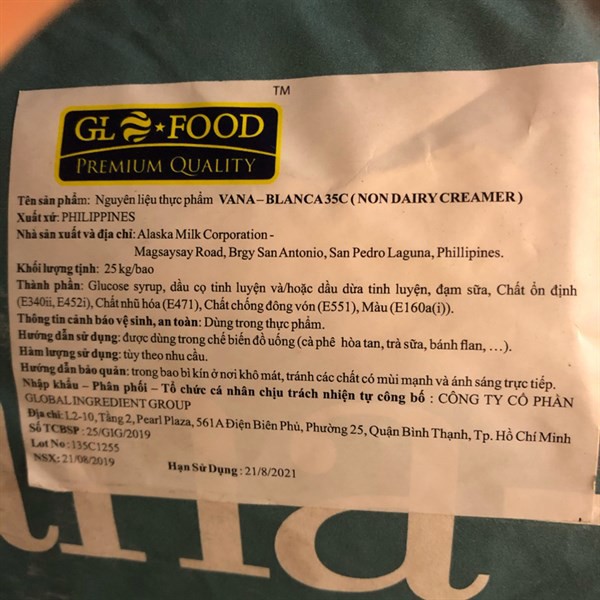 TM
GL FOOD
PREMIUM QUALITY
Tên sản phẩm: Nguyên liệu thực phẩm VANA – BLANCA 35C ( NON DAIRY CREAMER )
Xuất xứ: PHILIPPINES
Nhà sản xuất và địa chỉ: Alaska Milk Corporation -
Magsaysay Road, Brgy San Antonio, San Pedro Laguna, Phillipines.
Khối lượng tịnh: 25 kg/bao
Thành phần: Glucose syrup, dầu cọ tinh luyện và/hoặc dầu dừa tinh luyện, đạm sữa, Chất ổn định
(E340ii, E452i), Chất nhũ hóa (E471), Chất chống đông vón (E551), Màu (E160a(i)).
Thông tin cảnh báo vệ sinh, an toàn: Dùng trong thực phẩm.
Hướng dẫn sử dụng: được dùng trong chế biến đồ uống (cà phê hòa tan, trà sữa, bánh flan, …).
Hàm lượng sử dụng: tùy theo nhu cầu.
Hướng dẫn bảo quản: trong bao bì kín ở nơi khô mát, tránh các chất có mùi mạnh và ánh sáng trực tiếp.
Nhập khẩu – Phân phối – Tổ chức cá nhân chịu trách nhiện tự công bố : CÔNG TY CỔ PHẦN
GLOBAL INGREDIENT GROUP
Địa chỉ: L2-10, Tầng 2, Pearl Plaza, 561A Điện Biên Phủ, Phường 25, Quận Bình Thạnh, Tp. Hồ Chí Minh
Số TCBSP : 25/GIG/2019
Lot No : 135C1255
NSX: 21/08/2019 Hạn Sử Dụng : 21/8/2021